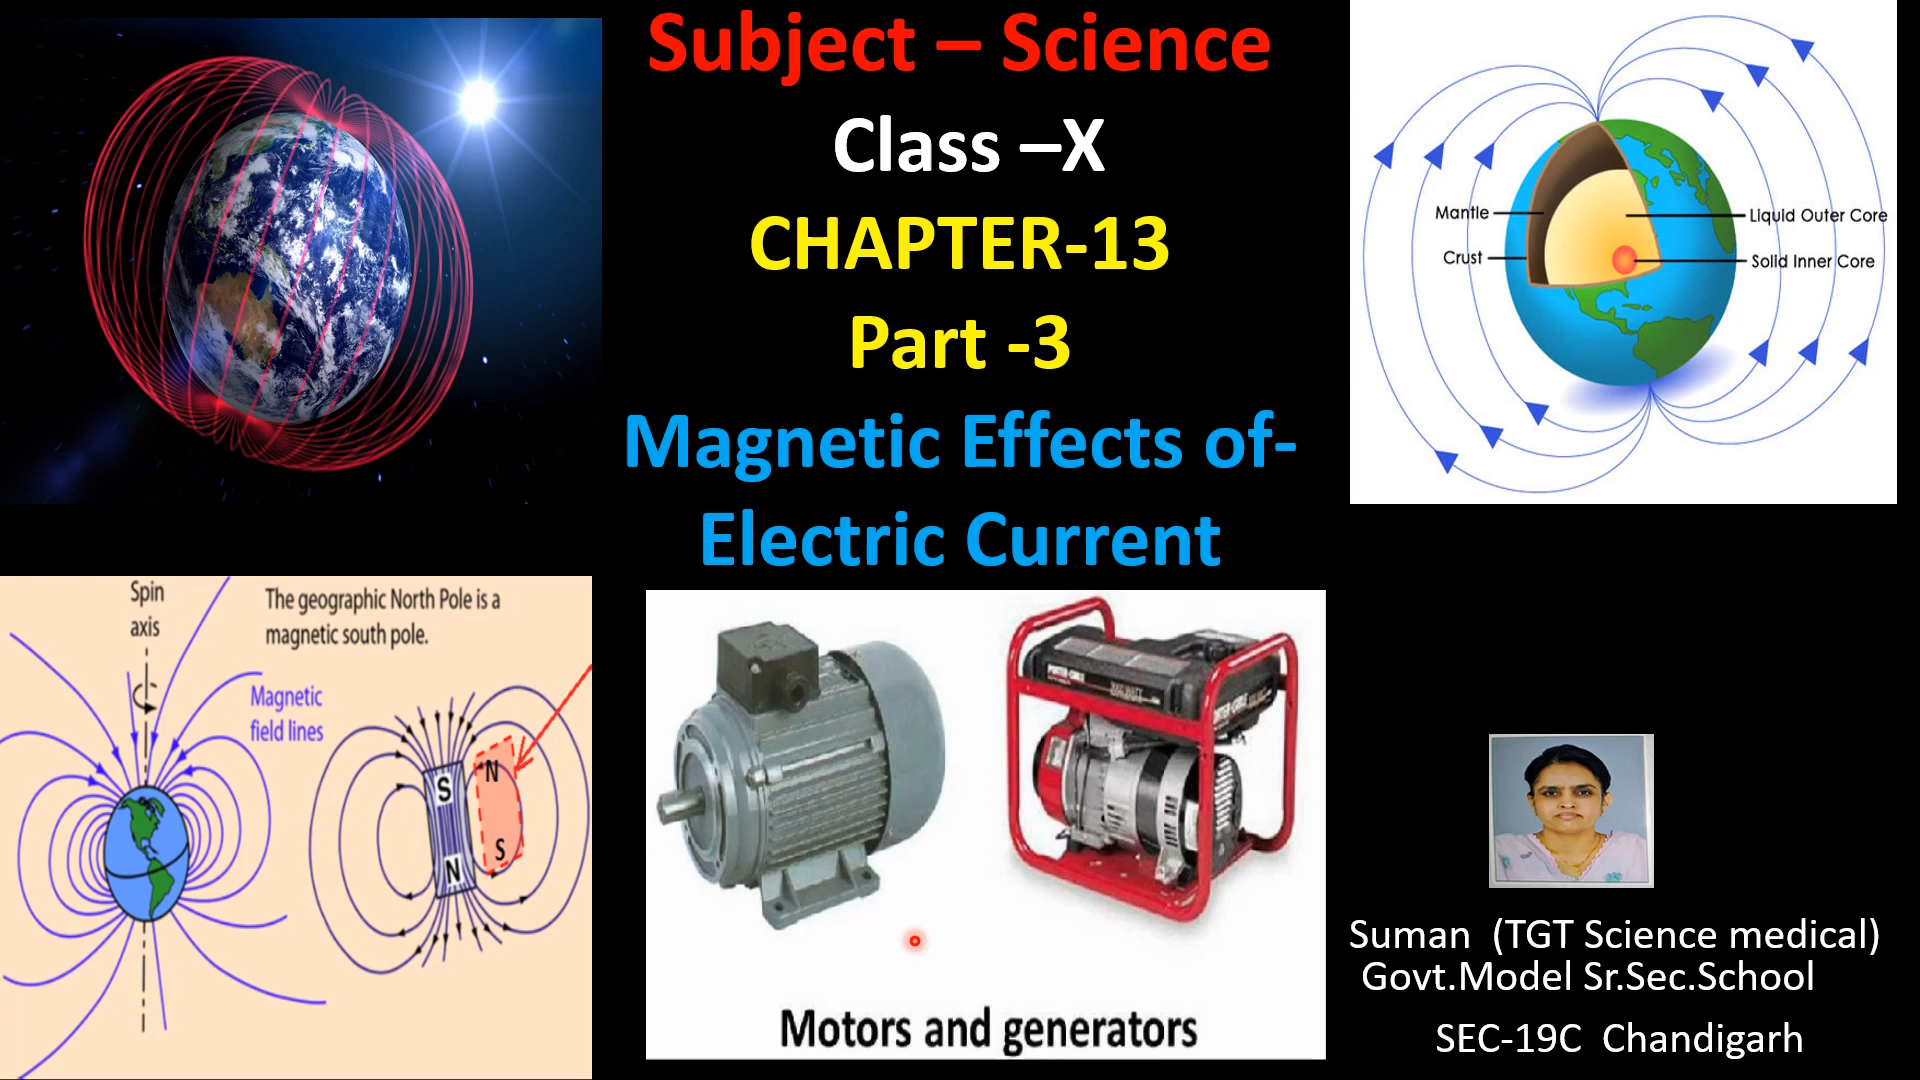 Subject – Science
Class –X
CHAPTER-13
Part -3
Magnetic Effects of-
Electric Current
Mantle
Crust
Liquid Outer Core
Solid Inner Core
Spin
axis
The geographic North Pole is a
magnetic south pole.
Magnetic
field lines
S
N
N
S
PORTER-CABLE
Motors and generators
Suman (TGT Science medical)
Govt.Model Sr.Sec.School
SEC-19C Chandigarh